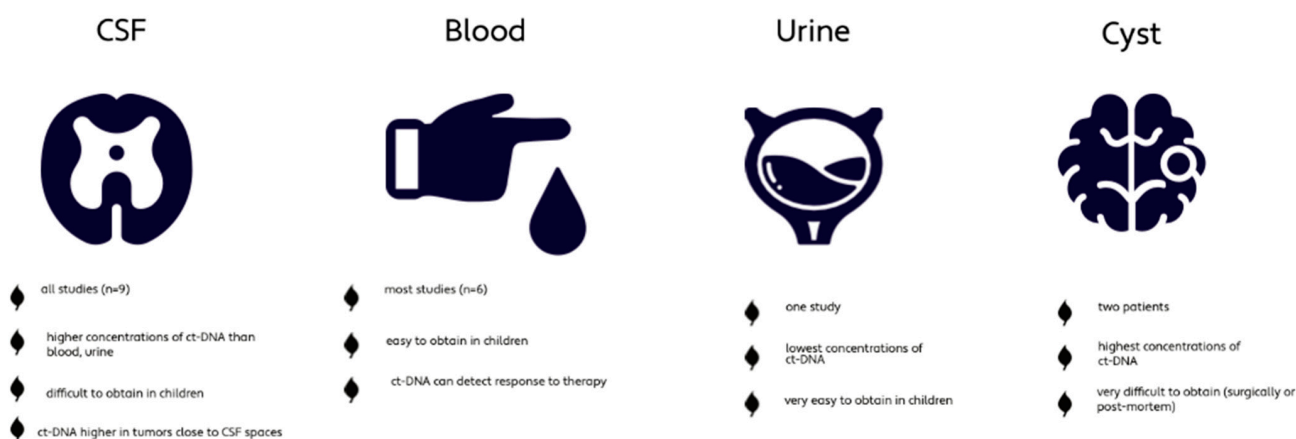 CSF
all studies (n=9)
higher concentrations of ct-DNA than
blood, urine
difficult to obtain in children
ct-DNA higher in tumors close to CSF spaces
Blood
most studies (n=6)
easy to obtain in children
ct-DNA can detect response to therapy
Urine
one study
lowest concentrations of
ct-DNA
very easy to obtain in children
Cyst
two patients
highest concentrations of
ct-DNA
very difficult to obtain (surgically or
post-mortem)